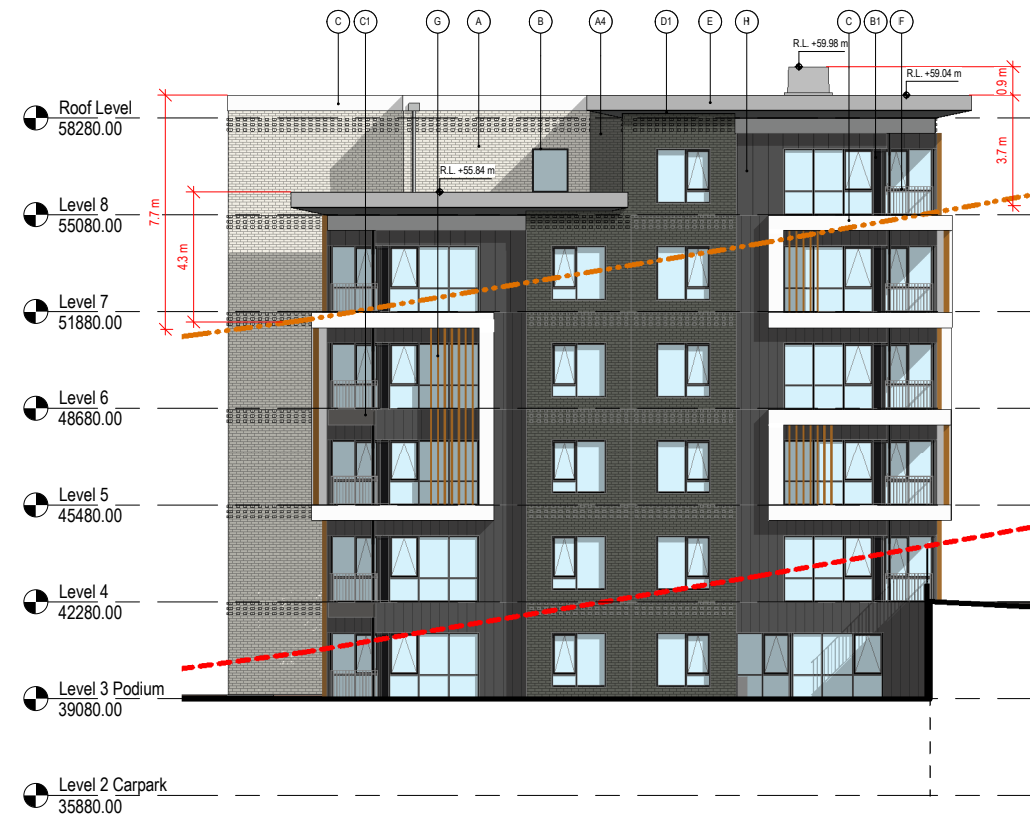 C C1 G A B A4 D1 E H C B1 F
R.L. +59.98 m
R.L. +59.04 m
0.9 m
Roof Level
58280.00
3.7 m
R.L. +55.84 m
Level 8
55080.00
7.7 m
C
4.3 m
Level 7
51880.00
G
Level 6
48680.00
Level 5
45480.00
Level 4
42280.00
Level 3 Podium
39080.00
Level 2 Carpark
35880.00